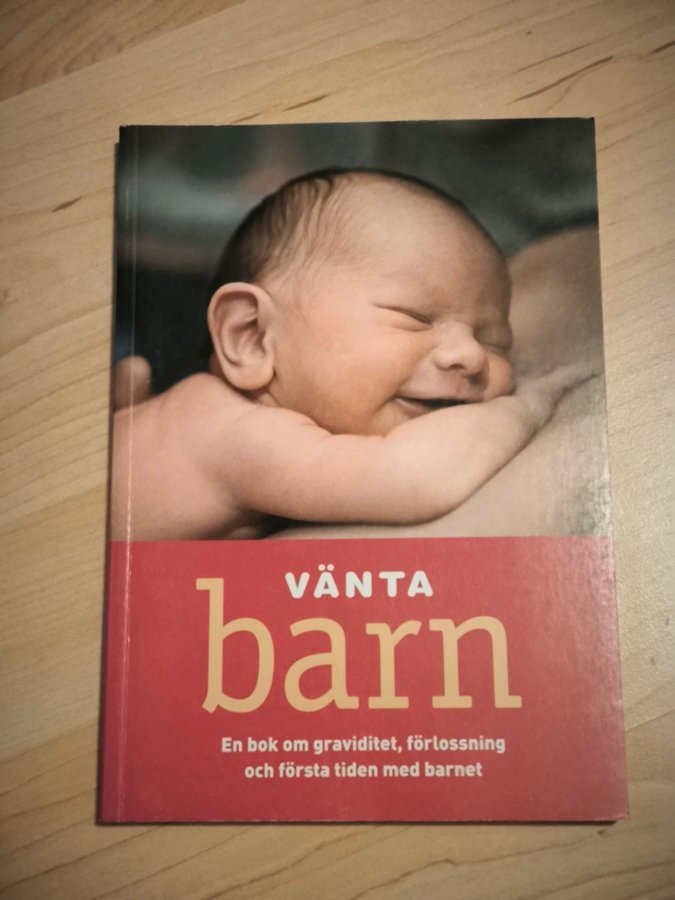 VÄNTA
barn
En bok om graviditet, förlossning
och första tiden med barnet